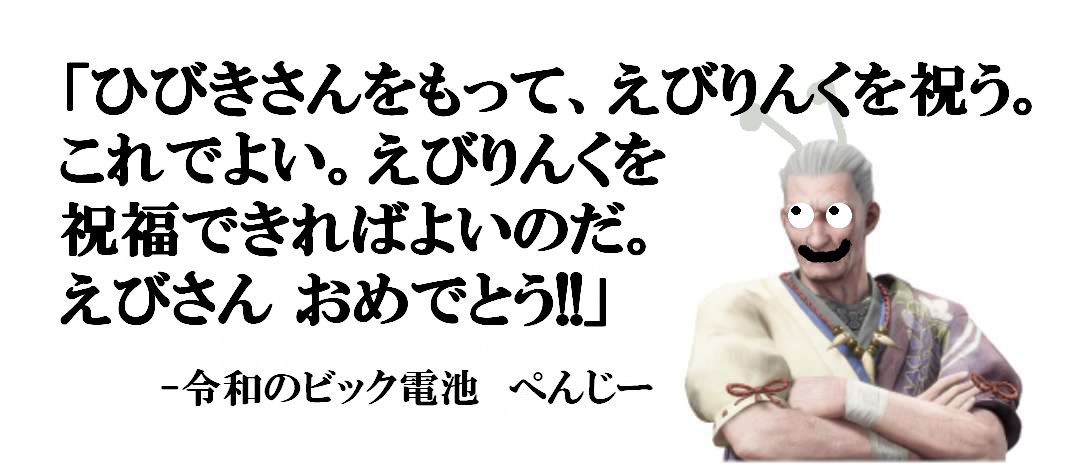 「ひびきさんをもって、えびりんくを祝う。
これでよい。えびりんくを
祝福できればよいのだ。
えびさん おめでとう!!」
-令和のビック電池　ぺんじー